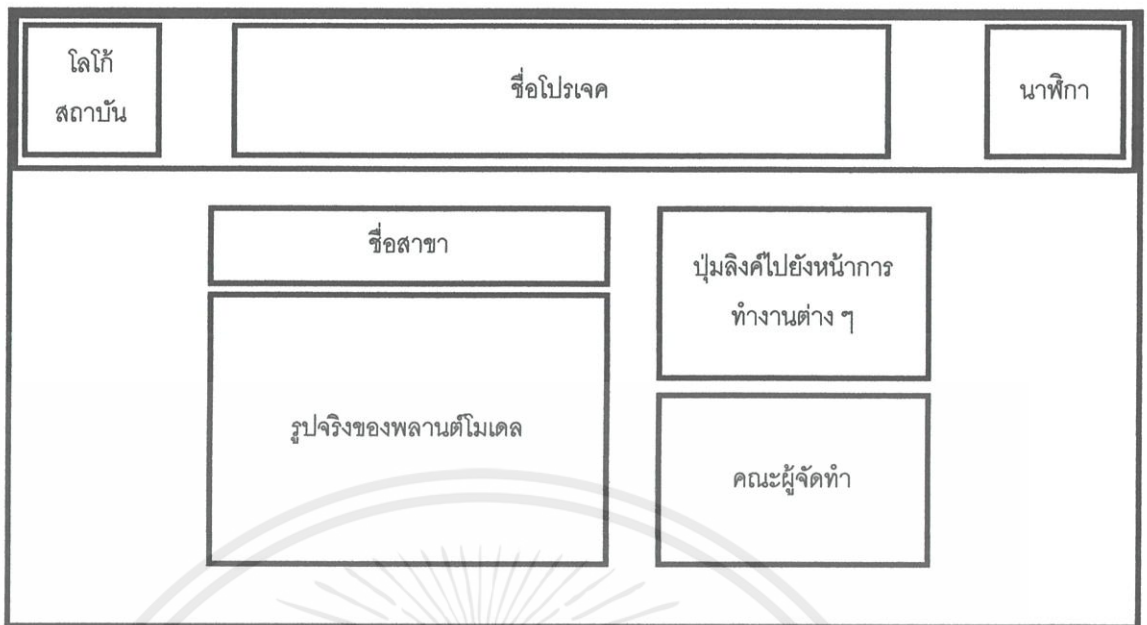 โลโก้
สถาบัน
ชื่อโปรเจค
นาฬิกา
ชื่อสาขา
ปุ่มลิงค์ไปยังหน้าการ
ทำงานต่าง ๆ
รูปจริงของพลานต์โมเดล
คณะผู้จัดทำ